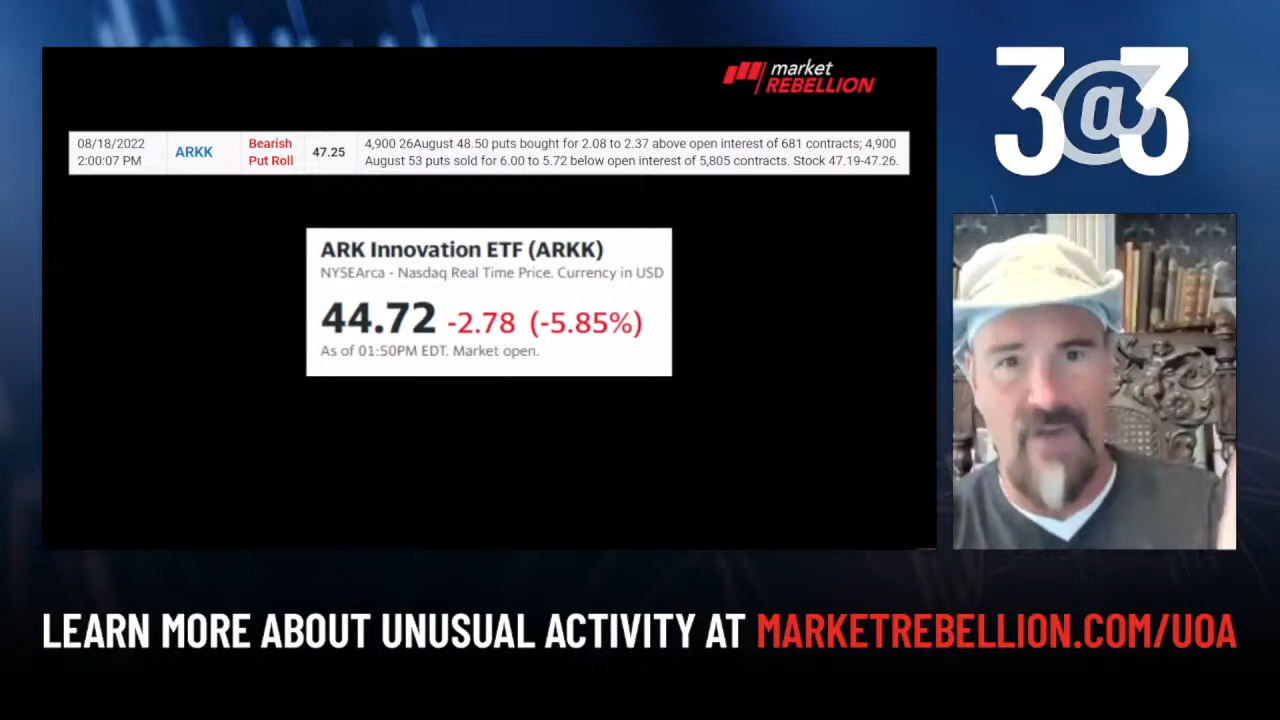 market
REBELLION
3@3
08/18/2022
2:00:07 PM
ARKK
Bearish
Put Roll
47.25
4,900 26August 48.50 puts bought for 2.08 to 2.37 above open interest of 681 contracts; 4,900
August 53 puts sold for 6.00 to 5.72 below open interest of 5,805 contracts. Stock 47.19-47.26.
ARK Innovation ETF (ARKK)
NYSEArca - Nasdaq Real Time Price. Currency in USD
44.72 -2.78 (-5.85%)
As of 01:50PM EDT. Market open.
LEARN MORE ABOUT UNUSUAL ACTIVITY AT MARKETREBELLION.COM/UOA